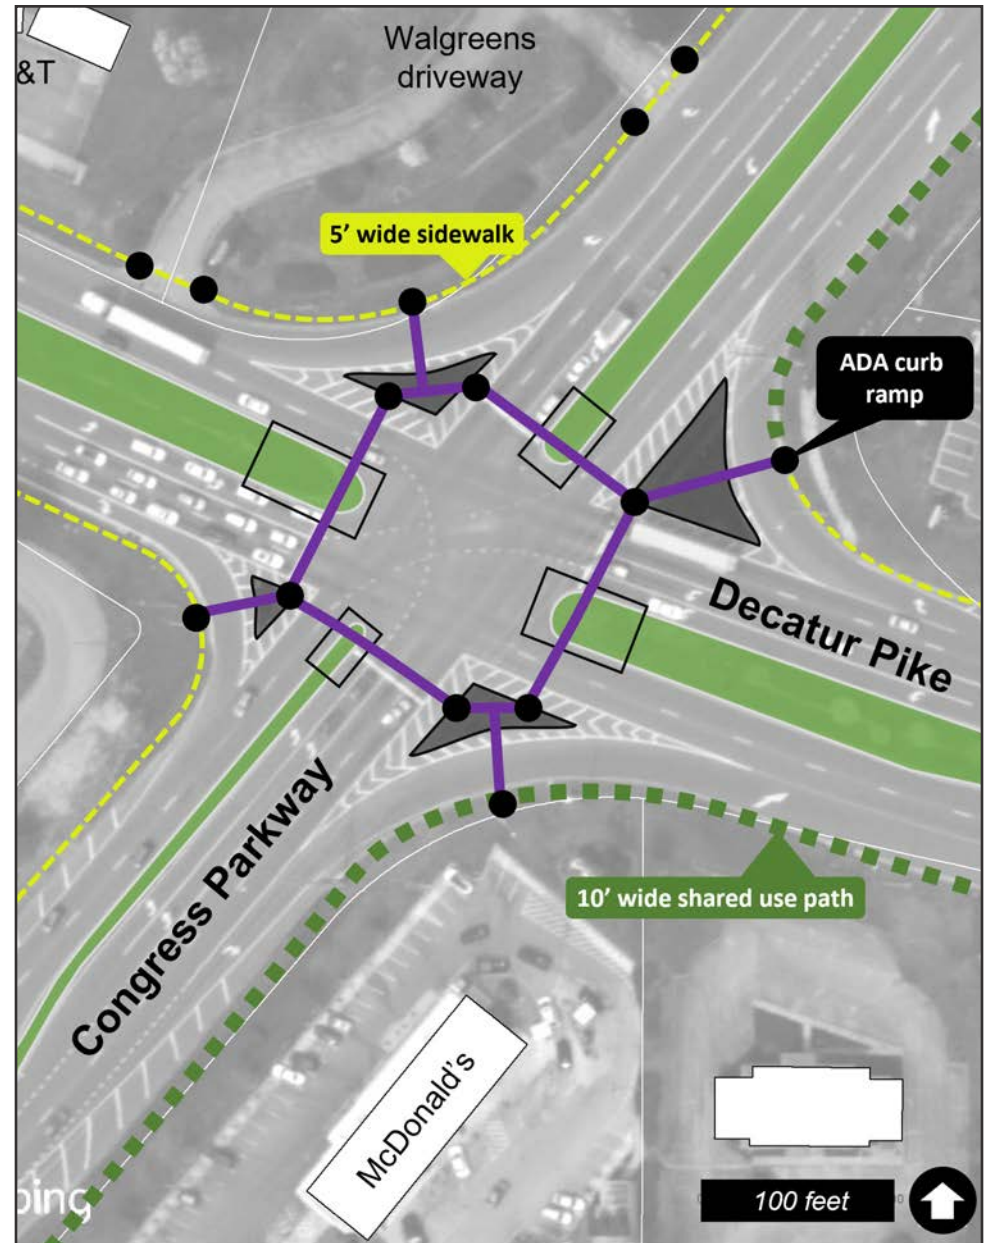 Walgreens
driveway
&T
5' wide sidewalk
ADA curb
ramp
Decatur Pike
Congress Parkway
10' wide shared use path
McDonald's
bing
100 feet